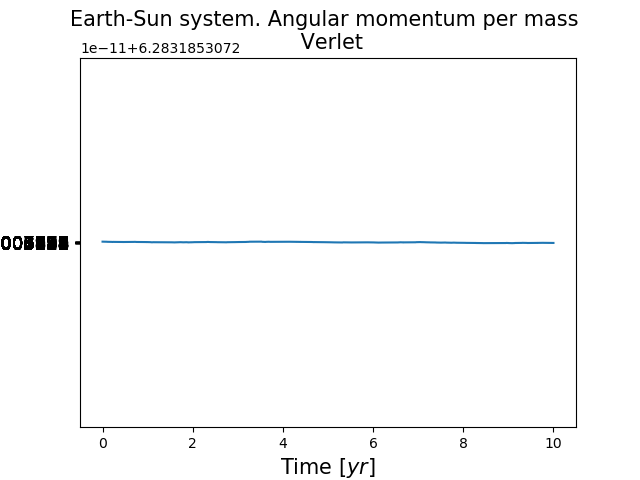 Earth-Sun system. Angular momentum per mass
Verlet
1e−11+6.2831853072
0 2 4 6 8 10
Time [yr]